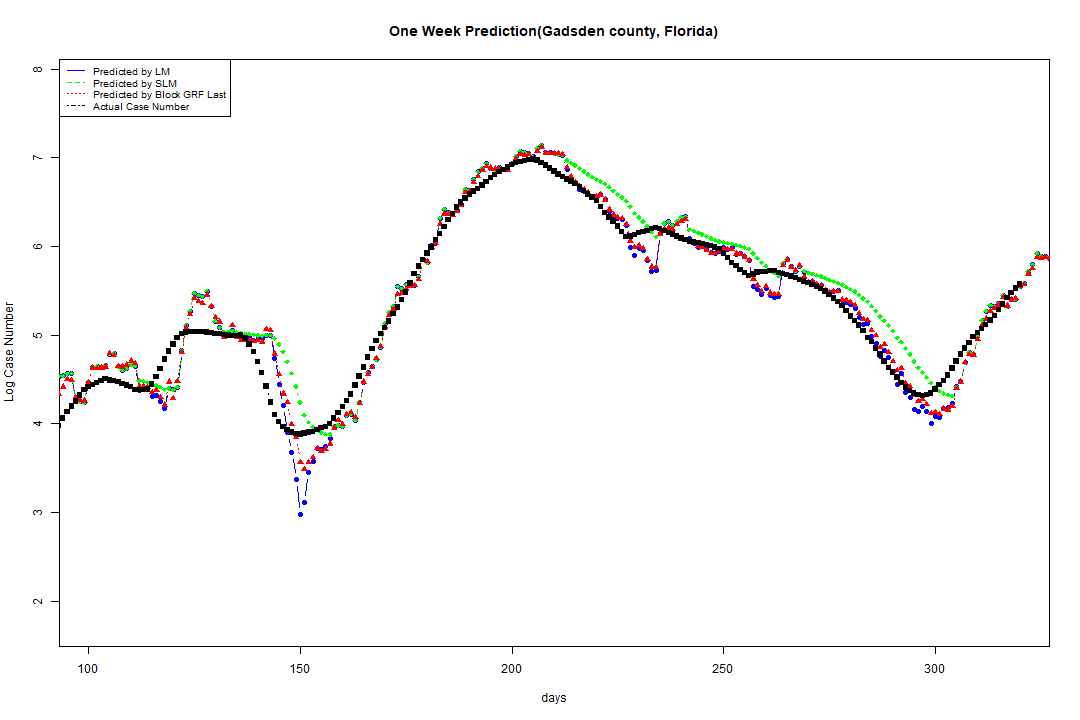 One Week Prediction(Gadsden county, Florida)
Predicted by LM
Predicted by SLM
Predicted by Block GRF Last
Actual Case Number
8
7
6
5
4
3
2
Log Case Number
100 150 200 250 300
days